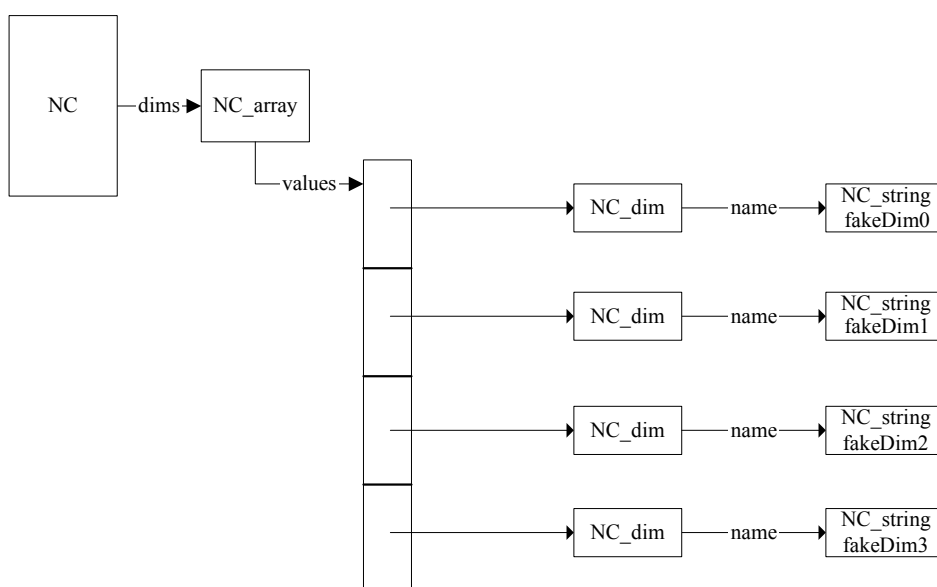 NC
dims
NC_array
values
NC_dim
name
NC_string
fakeDim0
NC_dim
name
NC_string
fakeDim1
NC_dim
name
NC_string
fakeDim2
NC_dim
name
NC_string
fakeDim3